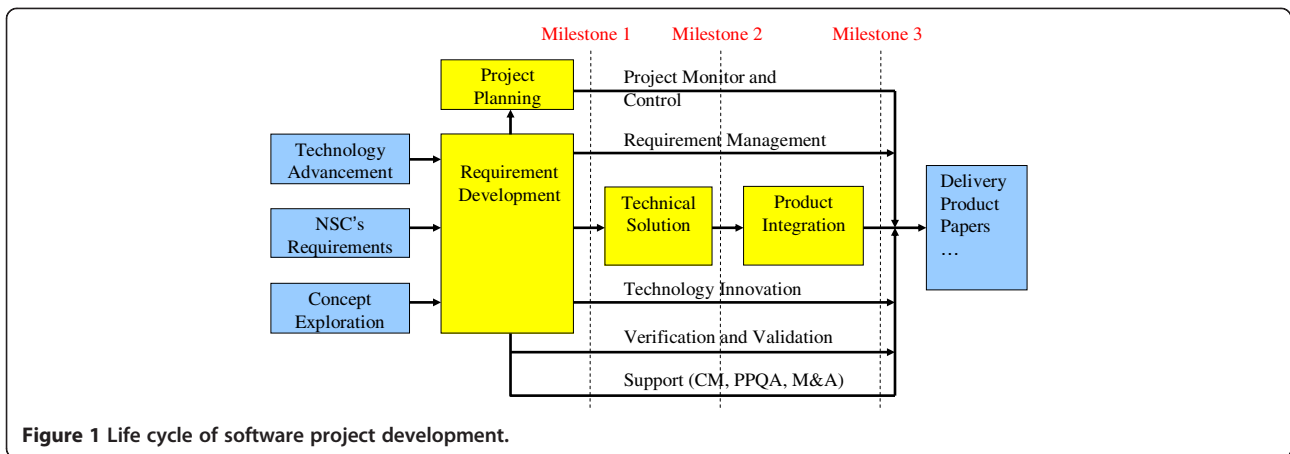 Milestone 1
Milestone 2
Milestone 3
Project
Planning
Project Monitor and
Control
Technology
Advancement
Requirement
Development
Requirement Management
NSC's
Requirements
Technical
Solution
Product
Integration
Delivery
Product
Papers
…
Concept
Exploration
Technology Innovation
Verification and Validation
Support (CM, PPQA, M&A)
Figure 1 Life cycle of software project development.